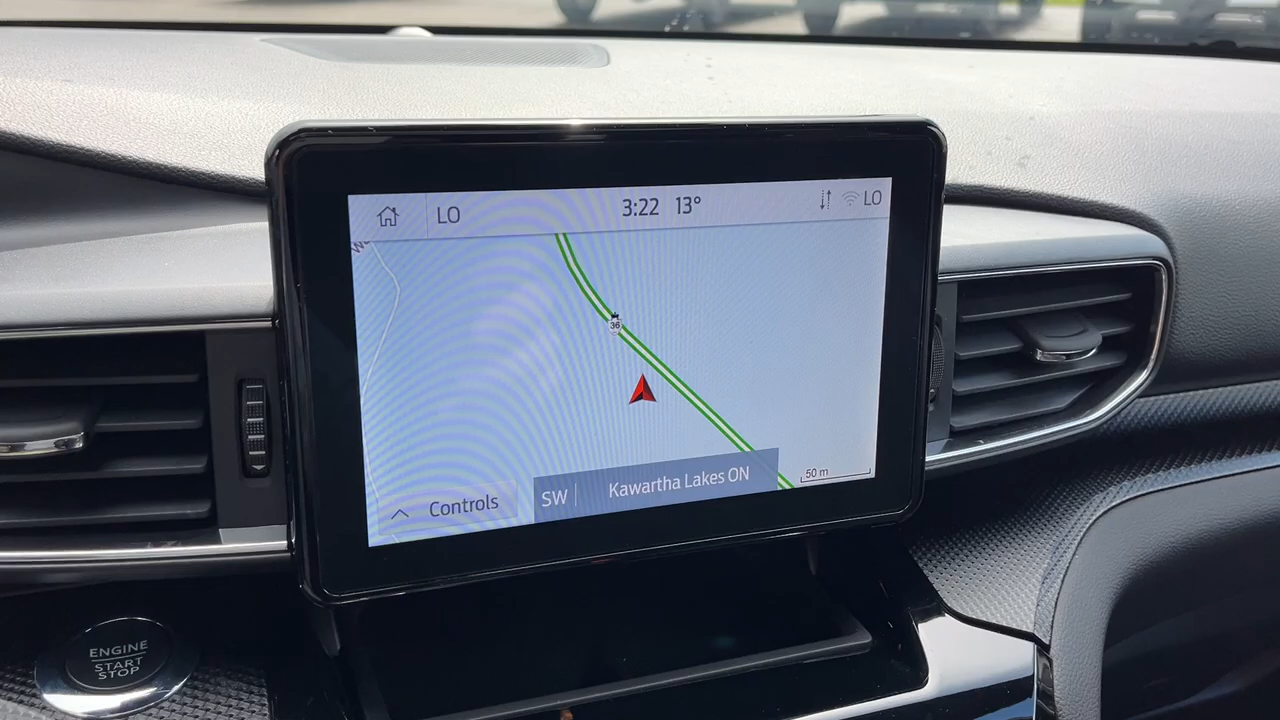 LO
3:22 13°
LO
36
50 m
SW Kawartha Lakes ON
Controls
ENGINE
START
STOP